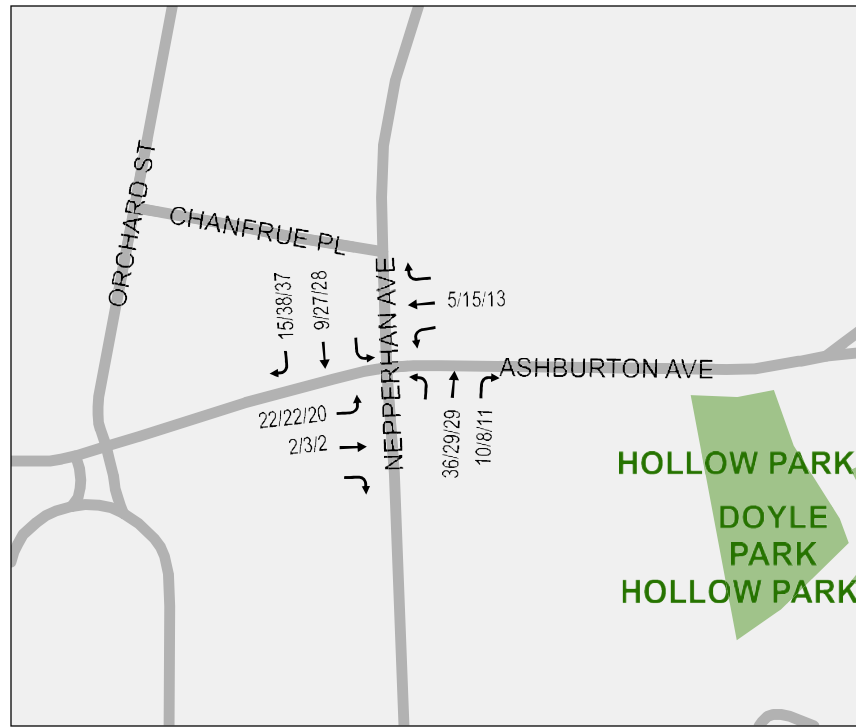 ORCHARD ST
CHANFRUE PL
NEPPERHAN AVE
15/38/37
9/27/28
5/15/13
ASHBURTON AVE
22/22/20
2/3/2
36/29/29
10/8/11
HOLLOW PARK
DOYLE
PARK
HOLLOW PARK